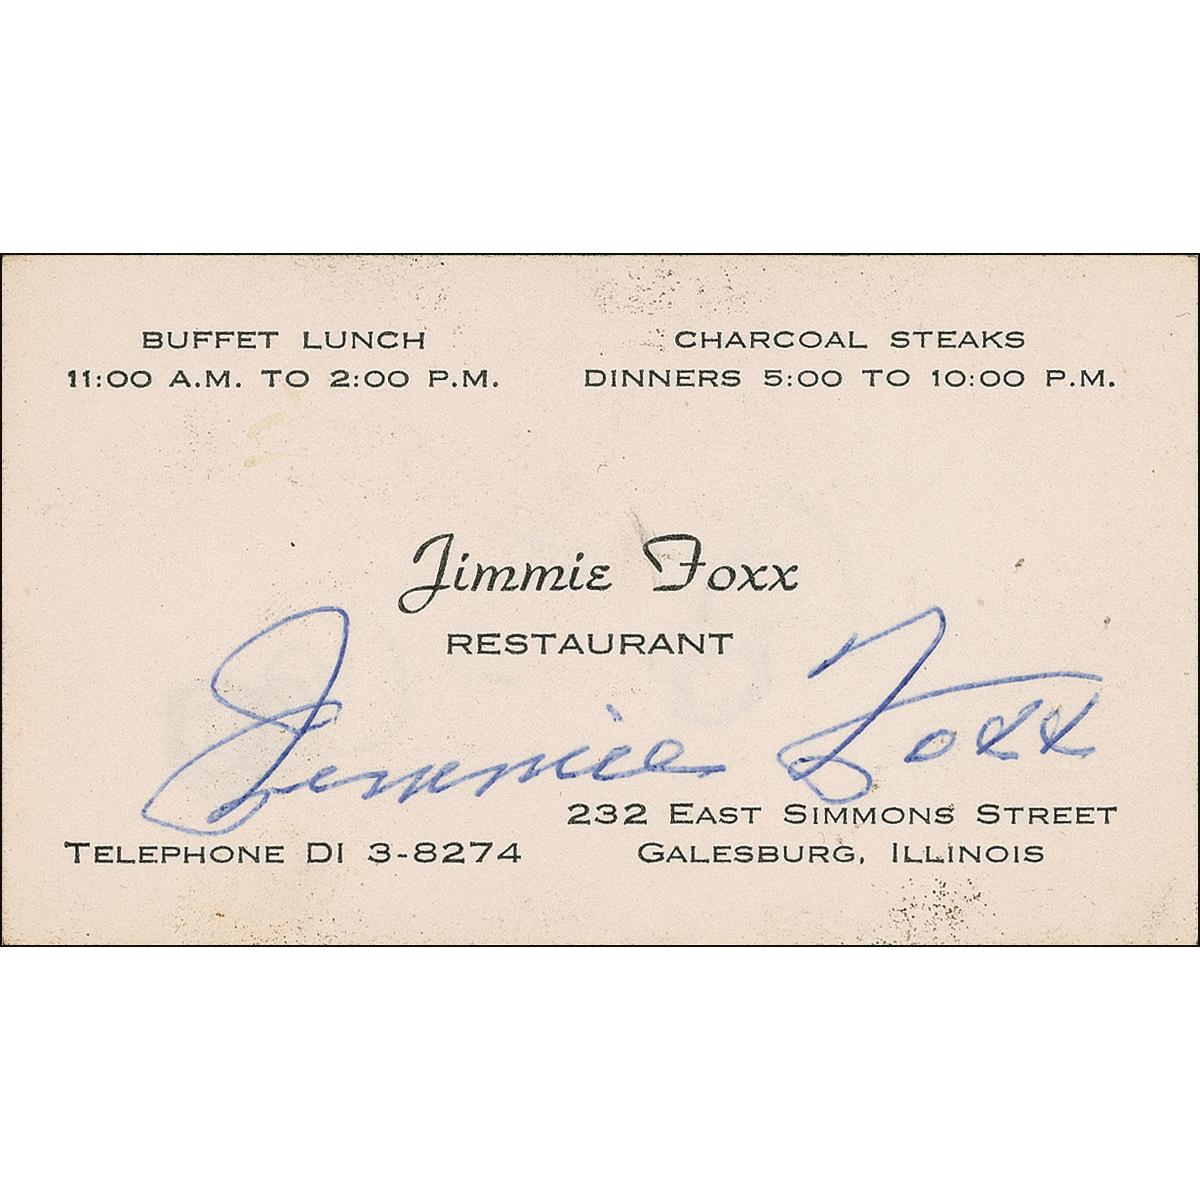 BUFFET LUNCH
11:00 A.M. TO 2:00 P.M.
CHARCOAL STEAKS
DINNERS 5:00 TO 10:00 P.M.
Jimmie Foxx
RESTAURANT
Jimmie Foxx
TELEPHONE DI 3-8274
232 EAST SIMMONS STREET
GALESBURG, ILLINOIS